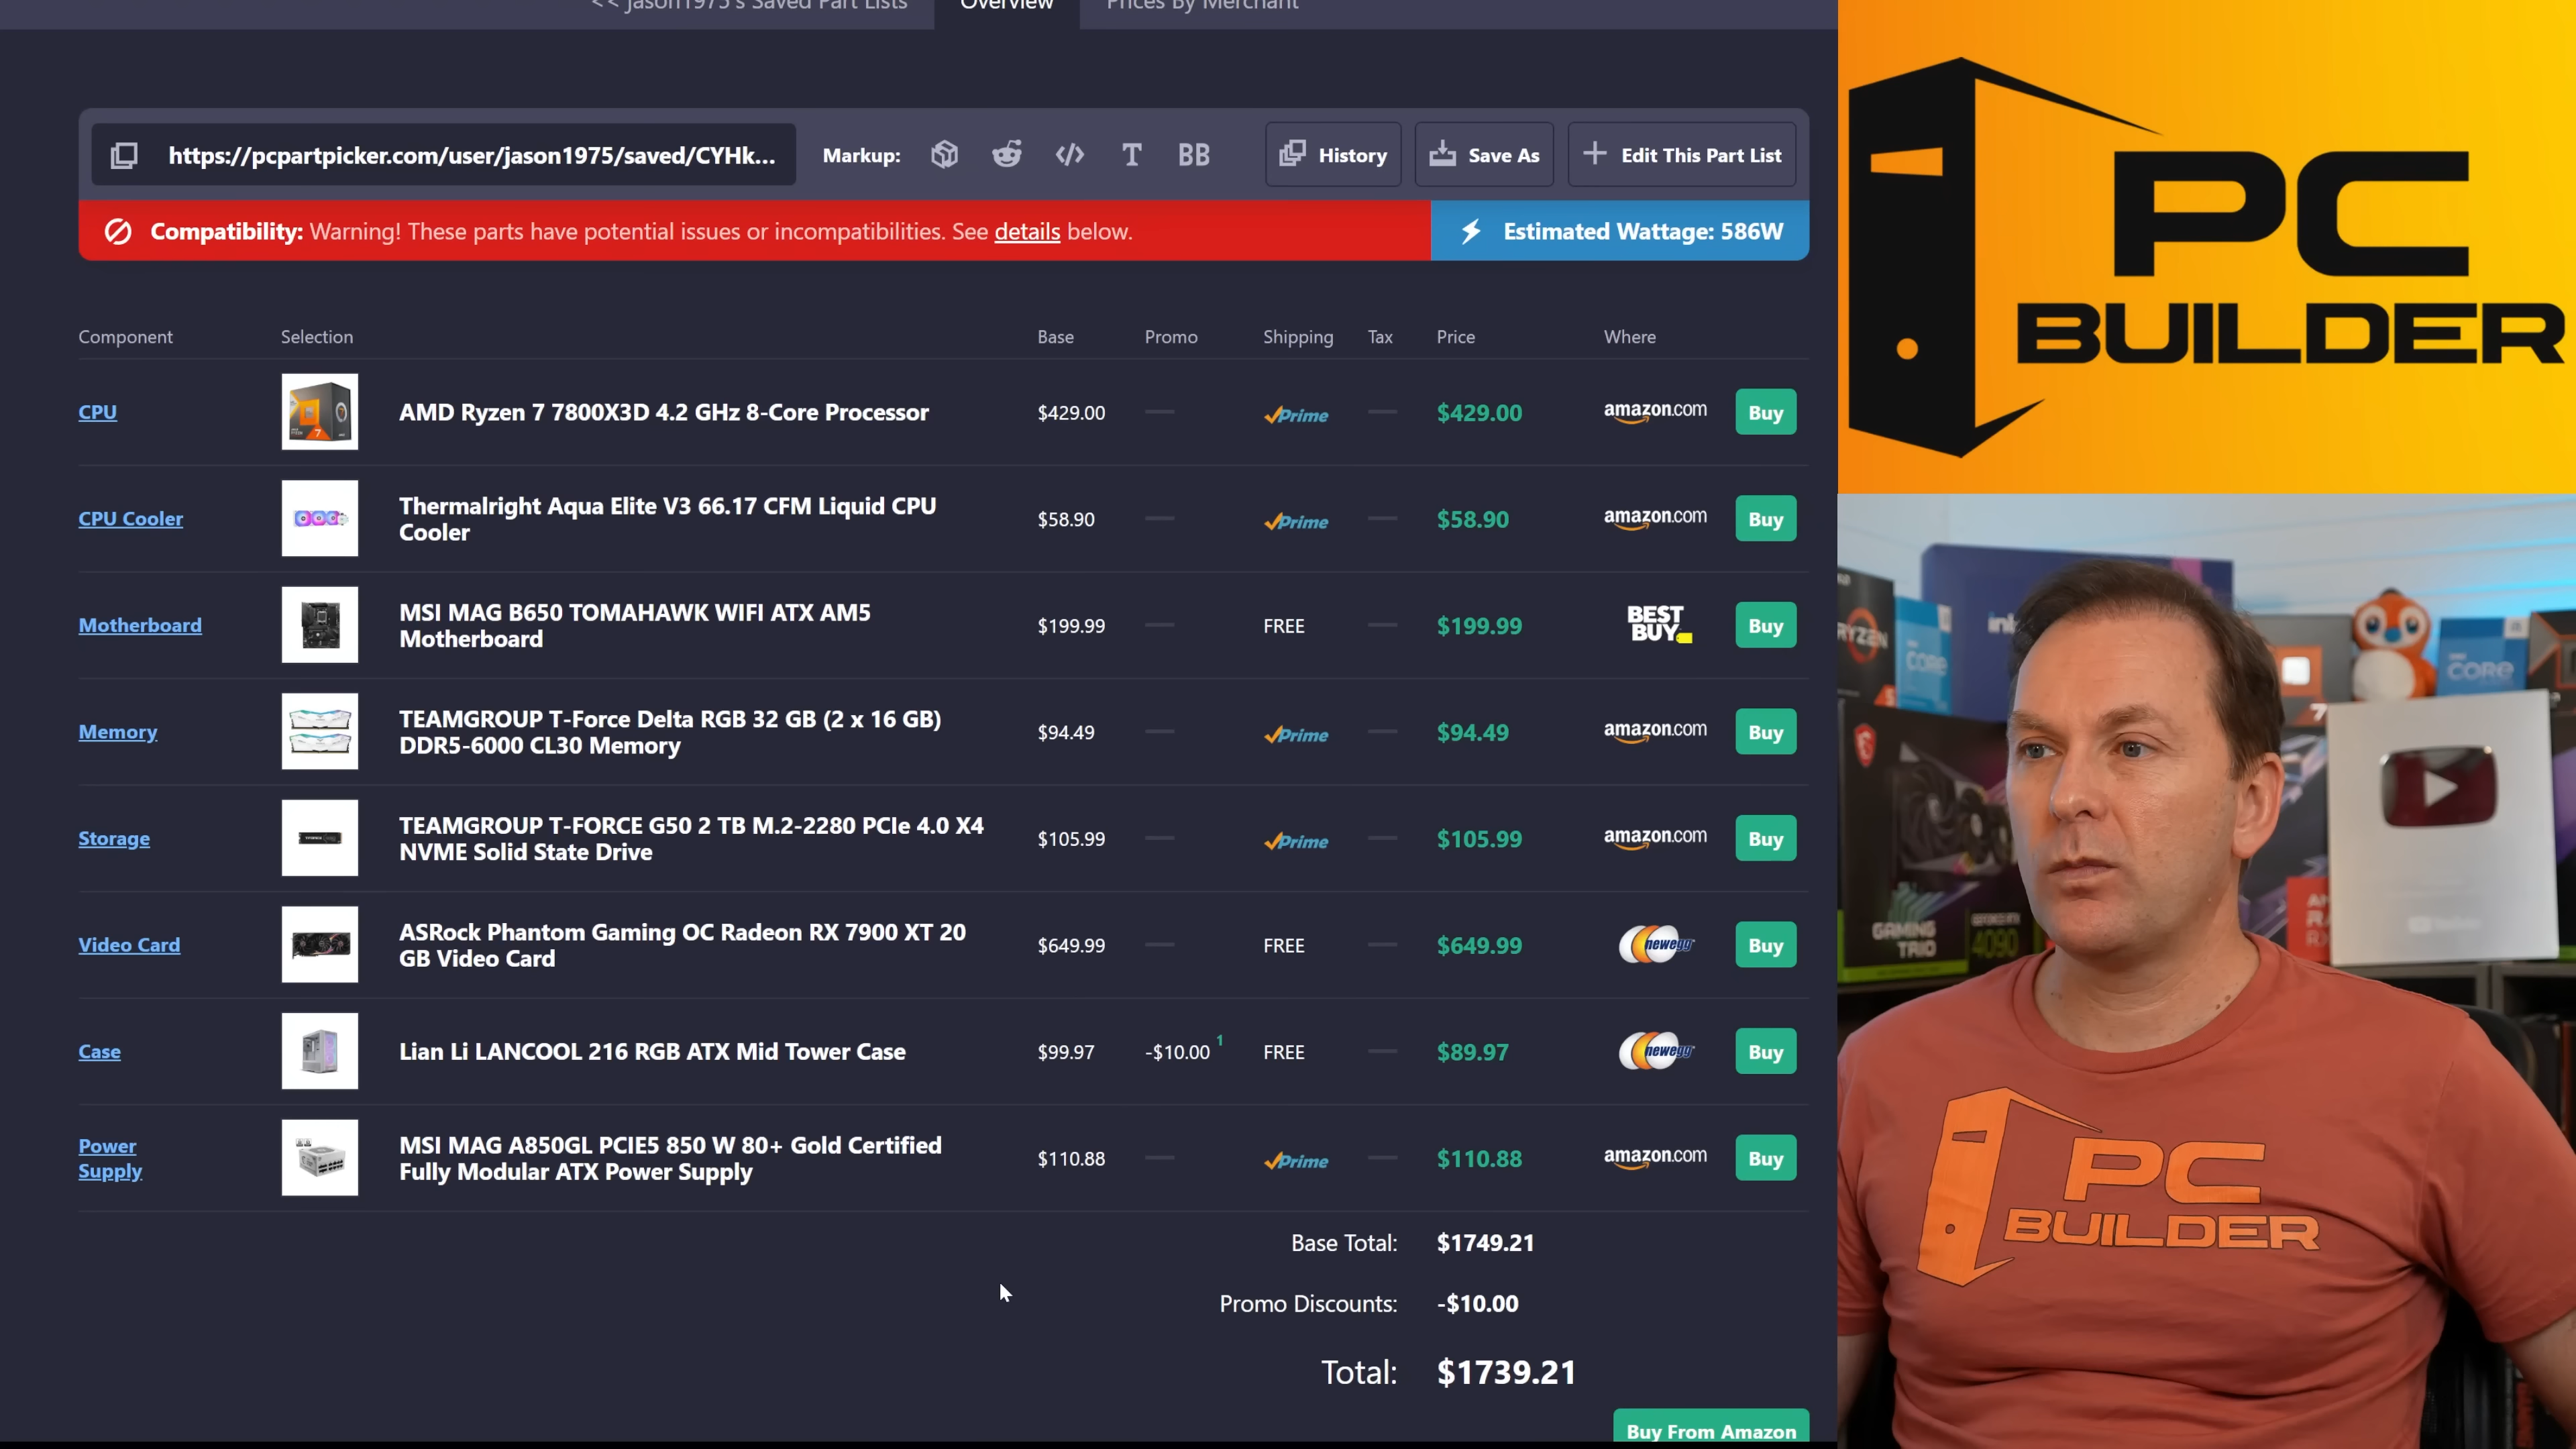 << Jason1975's Saved Part Lists Overview Prices By Merchant
https://pcpartpicker.com/user/jason1975/saved/CYHk... Markup: T BB History Save As Edit This Part List
Compatibility: Warning! These parts have potential issues or incompatibilities. See details below. Estimated Wattage: 586W
Component Selection Base Promo Shipping Tax Price Where
CPU AMD Ryzen 7 7800X3D 4.2 GHz 8-Core Processor $429.00 — Prime — $429.00 amazon.com Buy
CPU Cooler Thermalright Aqua Elite V3 66.17 CFM Liquid CPU
Cooler $58.90 — Prime — $58.90 amazon.com Buy
Motherboard MSI MAG B650 TOMAHAWK WIFI ATX AM5
Motherboard $199.99 — FREE — $199.99 BEST BUY Buy
Memory TEAMGROUP T-Force Delta RGB 32 GB (2 x 16 GB)
DDR5-6000 CL30 Memory $94.49 — Prime — $94.49 amazon.com Buy
Storage TEAMGROUP T-FORCE G50 2 TB M.2-2280 PCIe 4.0 X4
NVME Solid State Drive $105.99 — Prime — $105.99 amazon.com Buy
Video Card ASRock Phantom Gaming OC Radeon RX 7900 XT 20
GB Video Card $649.99 — FREE — $649.99 newegg Buy
Case Lian Li LANCOOL 216 RGB ATX Mid Tower Case $99.97 -$10.00 1 FREE — $89.97 newegg Buy
Power
Supply MSI MAG A850GL PCIE5 850 W 80+ Gold Certified
Fully Modular ATX Power Supply $110.88 — Prime — $110.88 amazon.com Buy
Base Total: $1749.21
Promo Discounts: -$10.00
Total: $1739.21
Buy From Amazon
PC
BUILDER
RYZEN
CORE
CORE
GAMING
TRIO
4090
PC
BUILDER